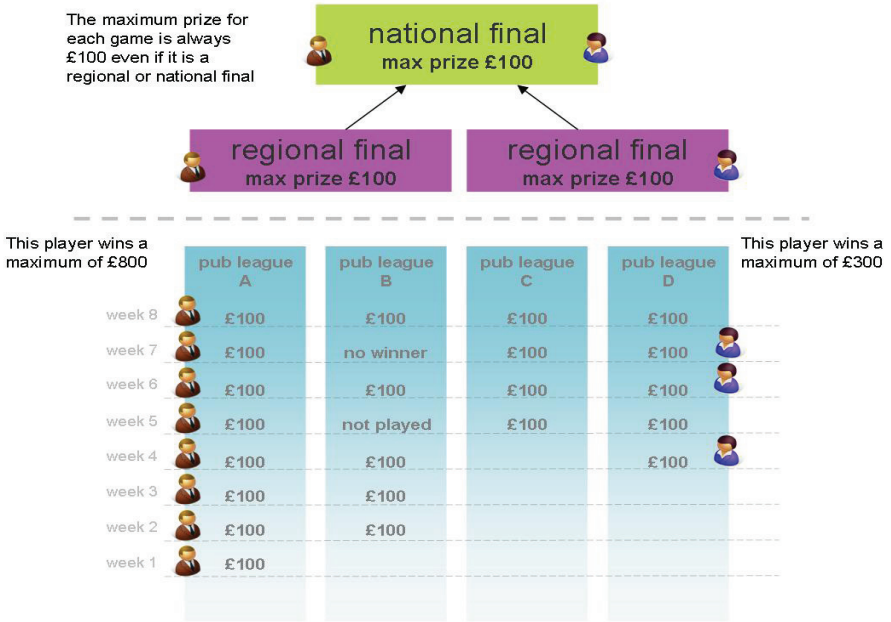 The maximum prize for
each game is always
£100 even if it is a
regional or national final
national final
max prize £100
regional final
max prize £100
regional final
max prize £100
This player wins a
maximum of £800
This player wins a
maximum of £300
pub league
A
pub league
B
pub league
C
pub league
D
week 8 £100 £100 £100 £100
week 7 £100 no winner £100 £100
week 6 £100 £100 £100 £100
week 5 £100 not played £100 £100
week 4 £100 £100 £100
week 3 £100 £100
week 2 £100 £100
week 1 £100